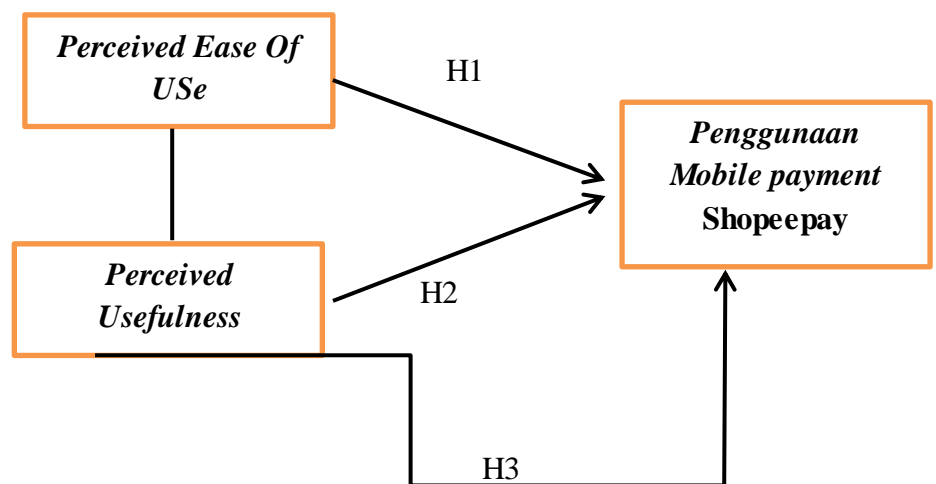 Perceived Ease Of
USe
H1
Penggunaan
Mobile payment
Shopeepay
Perceived
Usefulness
H2
H3